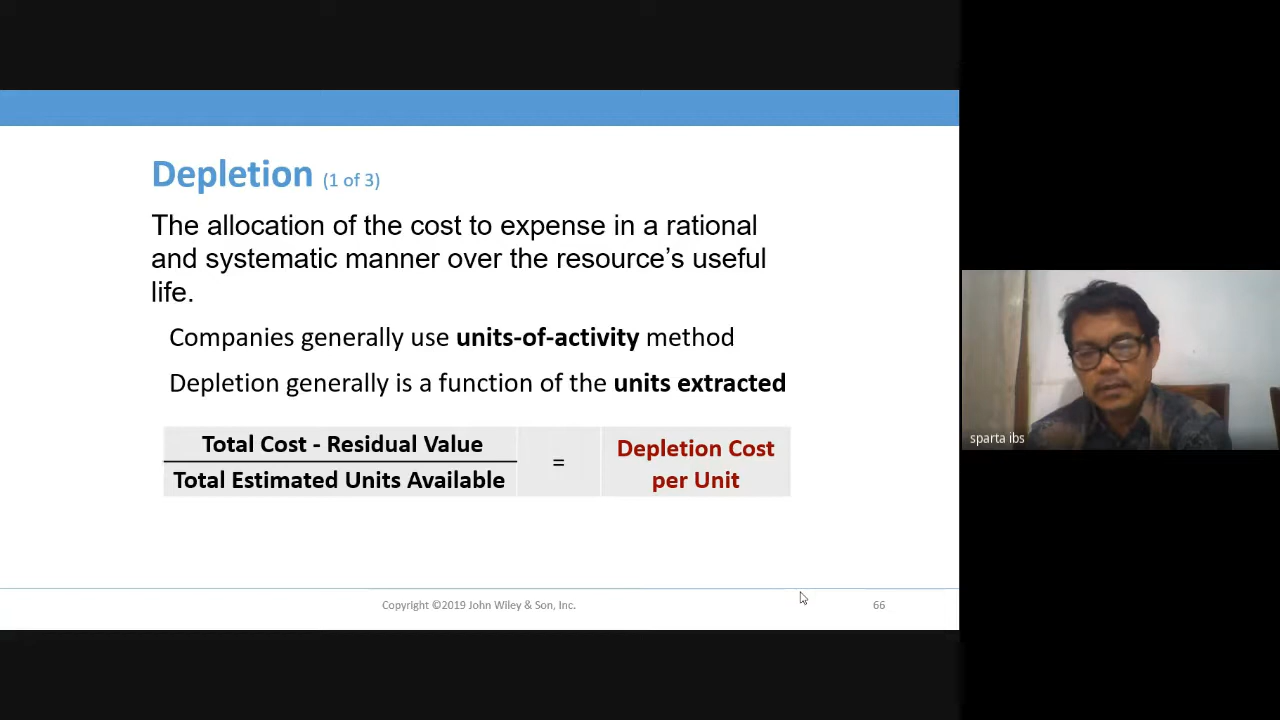 Depletion (1 of 3)
The allocation of the cost to expense in a rational
and systematic manner over the resource’s useful
life.
Companies generally use units-of-activity method
Depletion generally is a function of the units extracted
Total Cost - Residual Value
Total Estimated Units Available
=
Depletion Cost
per Unit
Copyright ©2019 John Wiley & Son, Inc.
66
sparta ibs